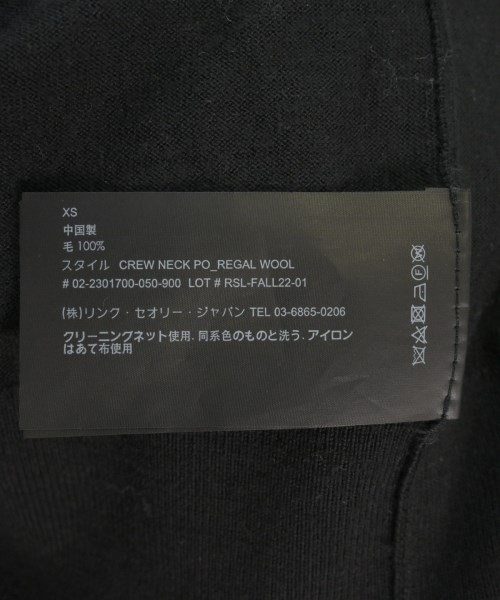 XS
中国製
毛 100%
スタイル CREW NECK PO_REGAL WOOL
# 02-2301700-050-900 LOT # RSL-FALL22-01
(株)リンク・セオリー・ジャパン TEL 03-6865-0206
クリーニングネット使用. 同系色のものと洗う. アイロン
はあて布使用